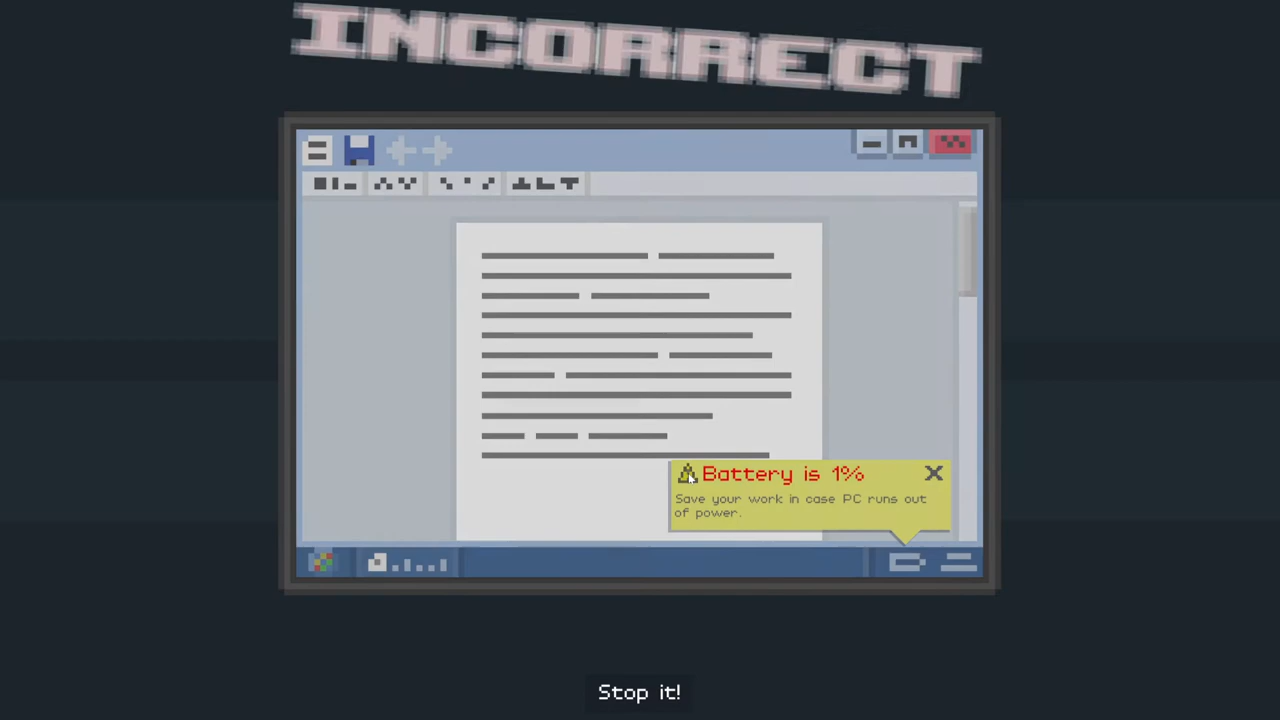 INCORRECT
Battery is 1%
Save your work in case PC runs out
of power.
Stop it!